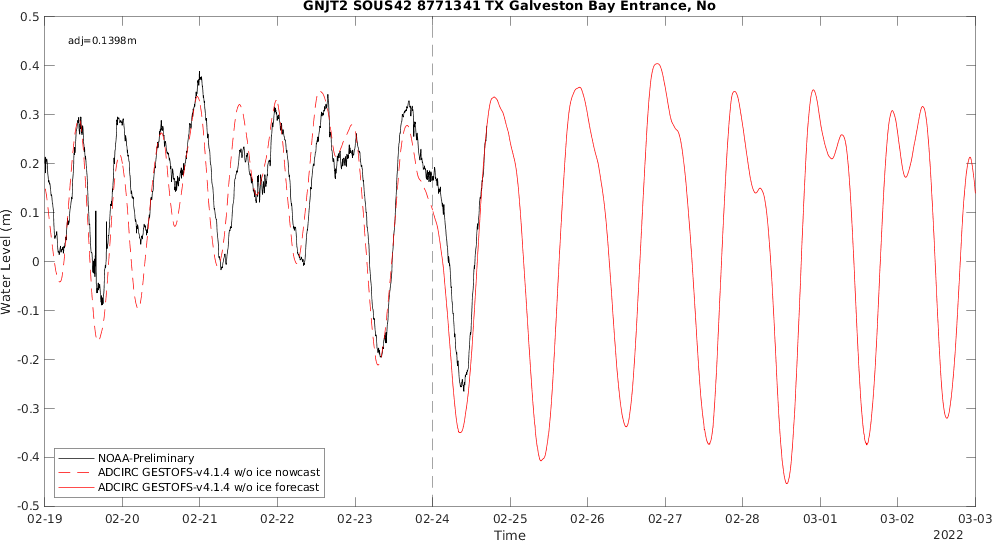 GNJT2 SOUS42 8771341 TX Galveston Bay Entrance, No
adj=0.1398m
0.5
0.4
0.3
0.2
0.1
0
-0.1
-0.2
-0.3
-0.4
-0.5
Water Level (m)
NOAA-Preliminary
ADCIRC GESTOFS-v4.1.4 w/o ice nowcast
ADCIRC GESTOFS-v4.1.4 w/o ice forecast
02-19 02-20 02-21 02-22 02-23 02-24 02-25 02-26 02-27 02-28 03-01 03-02 03-03
Time
2022